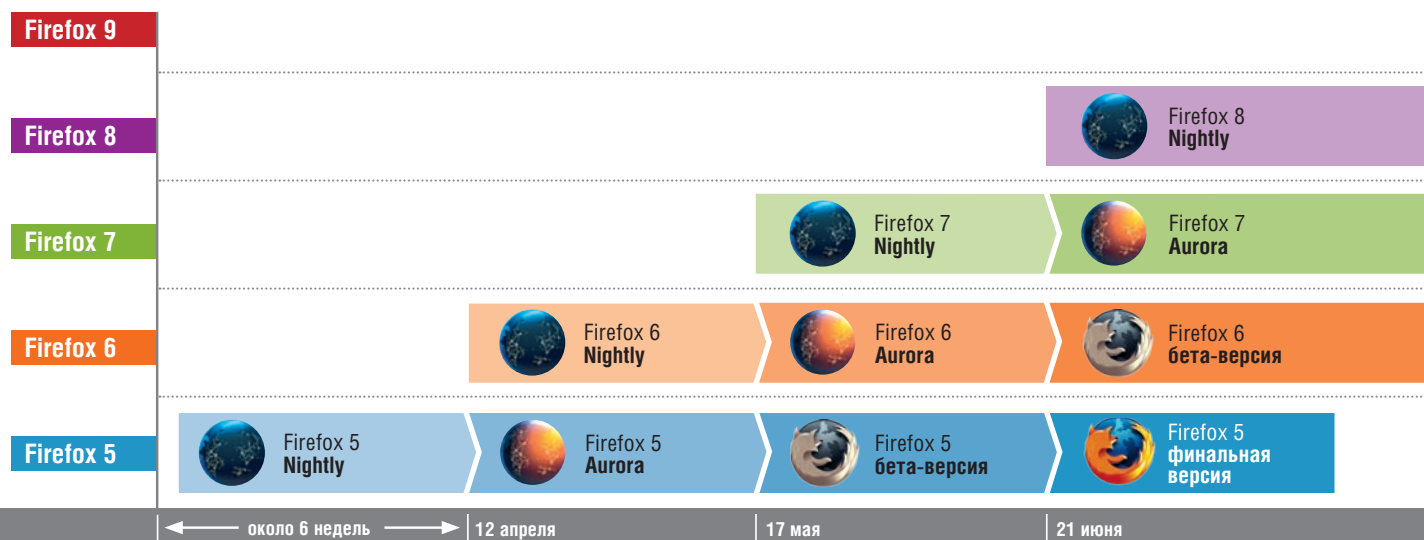 Firefox 9
Firefox 8
Firefox 8
Nightly
Firefox 7
Firefox 7
Nightly
Firefox 7
Aurora
Firefox 6
Firefox 6
Nightly
Firefox 6
Aurora
Firefox 6
бета-версия
Firefox 5
Firefox 5
Nightly
Firefox 5
Aurora
Firefox 5
бета-версия
Firefox 5
финальная
версия
около 6 недель
12 апреля
17 мая
21 июня